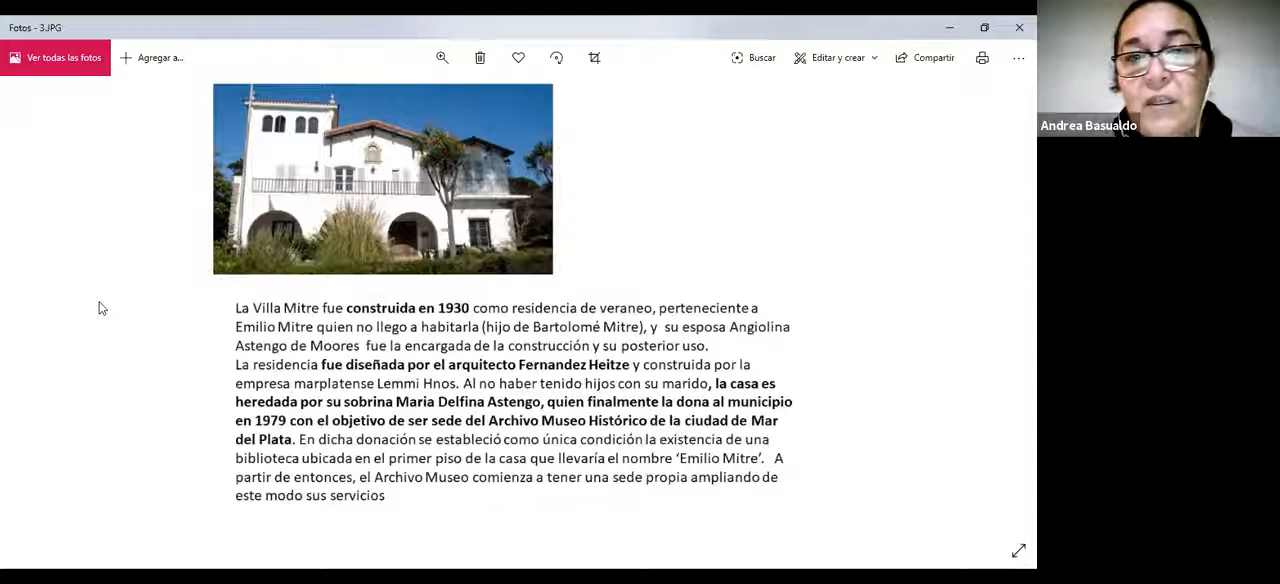 Fotos - 3.JPG
Ver todas las fotos
Agregar a...
Buscar
Editar y crear
Compartir
Andrea Basualdo
La Villa Mitre fue construida en 1930 como residencia de veraneo, perteneciente a
Emilio Mitre quien no llego a habitarla (hijo de Bartolomé Mitre), y su esposa Angiolina
Astengo de Moores fue la encargada de la construcción y su posterior uso.
La residencia fue diseñada por el arquitecto Fernandez Heitze y construida por la
empresa marplatense Lemmi Hnos. Al no haber tenido hijos con su marido, la casa es
heredada por su sobrina Maria Delfina Astengo, quien finalmente la dona al municipio
en 1979 con el objetivo de ser sede del Archivo Museo Histórico de la ciudad de Mar
del Plata. En dicha donación se estableció como única condición la existencia de una
biblioteca ubicada en el primer piso de la casa que llevaría el nombre ‘Emilio Mitre’. A
partir de entonces, el Archivo Museo comienza a tener una sede propia ampliando de
este modo sus servicios